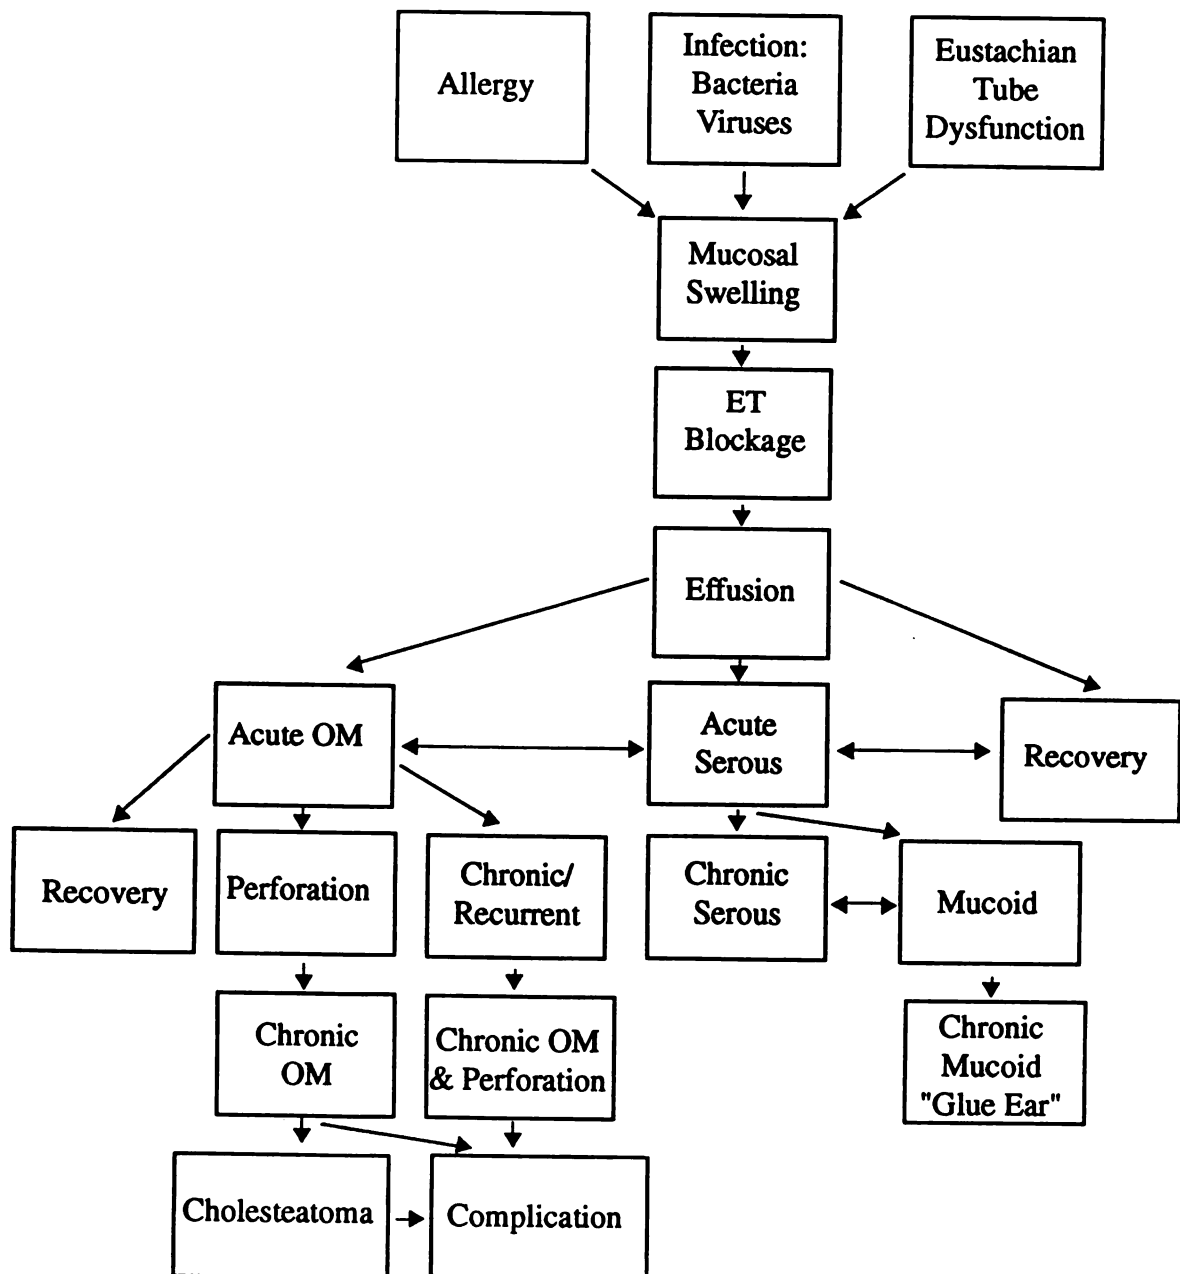 Allergy
Infection:
Bacteria
Viruses
Eustachian
Tube
Dysfunction
Mucosal
Swelling
ET
Blockage
Effusion
Acute OM
Acute
Serous
Recovery
Recovery
Perforation
Chronic/
Recurrent
Chronic
Serous
Mucoid
Chronic
OM
Chronic OM
& Perforation
Chronic
Mucoid
"Glue Ear"
Cholesteatoma
Complication